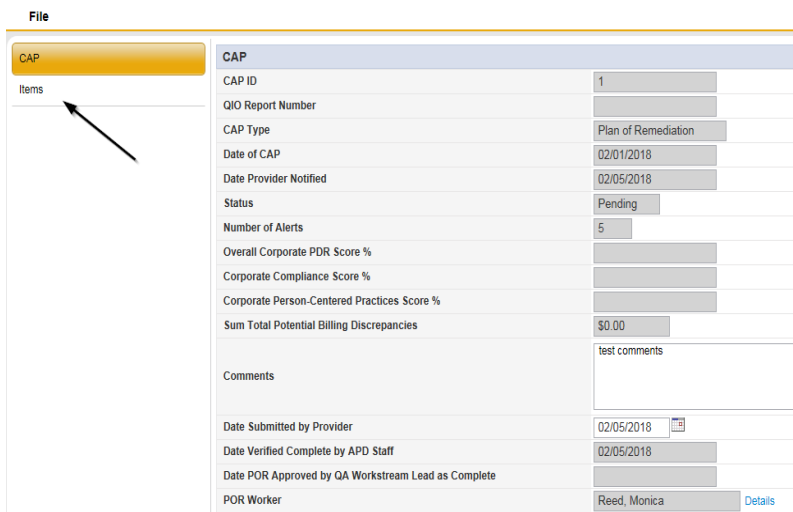 File
CAP
Items
CAP
CAP ID 1
QIO Report Number
CAP Type Plan of Remediation
Date of CAP 02/01/2018
Date Provider Notified 02/05/2018
Status Pending
Number of Alerts 5
Overall Corporate PDR Score %
Corporate Compliance Score %
Corporate Person-Centered Practices Score %
Sum Total Potential Billing Discrepancies $0.00
Comments test comments
Date Submitted by Provider 02/05/2018
Date Verified Complete by APD Staff 02/05/2018
Date POR Approved by QA Workstream Lead as Complete
POR Worker Reed, Monica Details